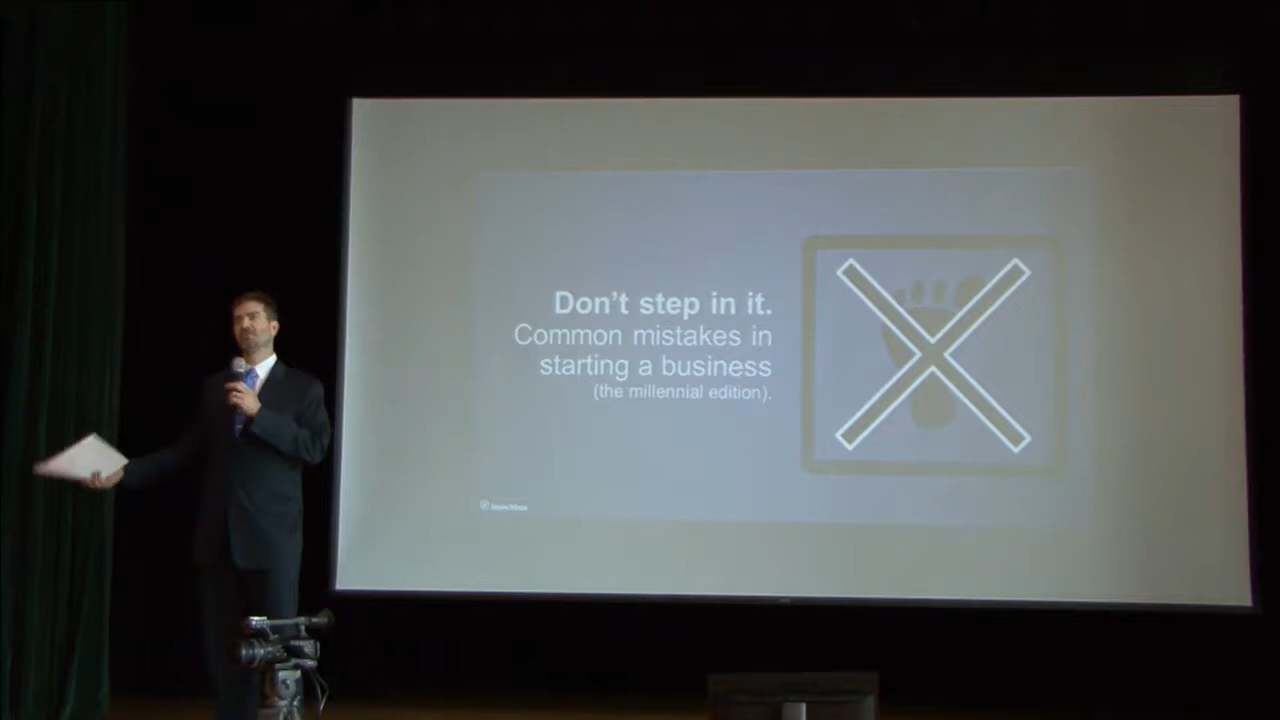 Don't step in it.
Common mistakes in
starting a business
(the millennial edition).